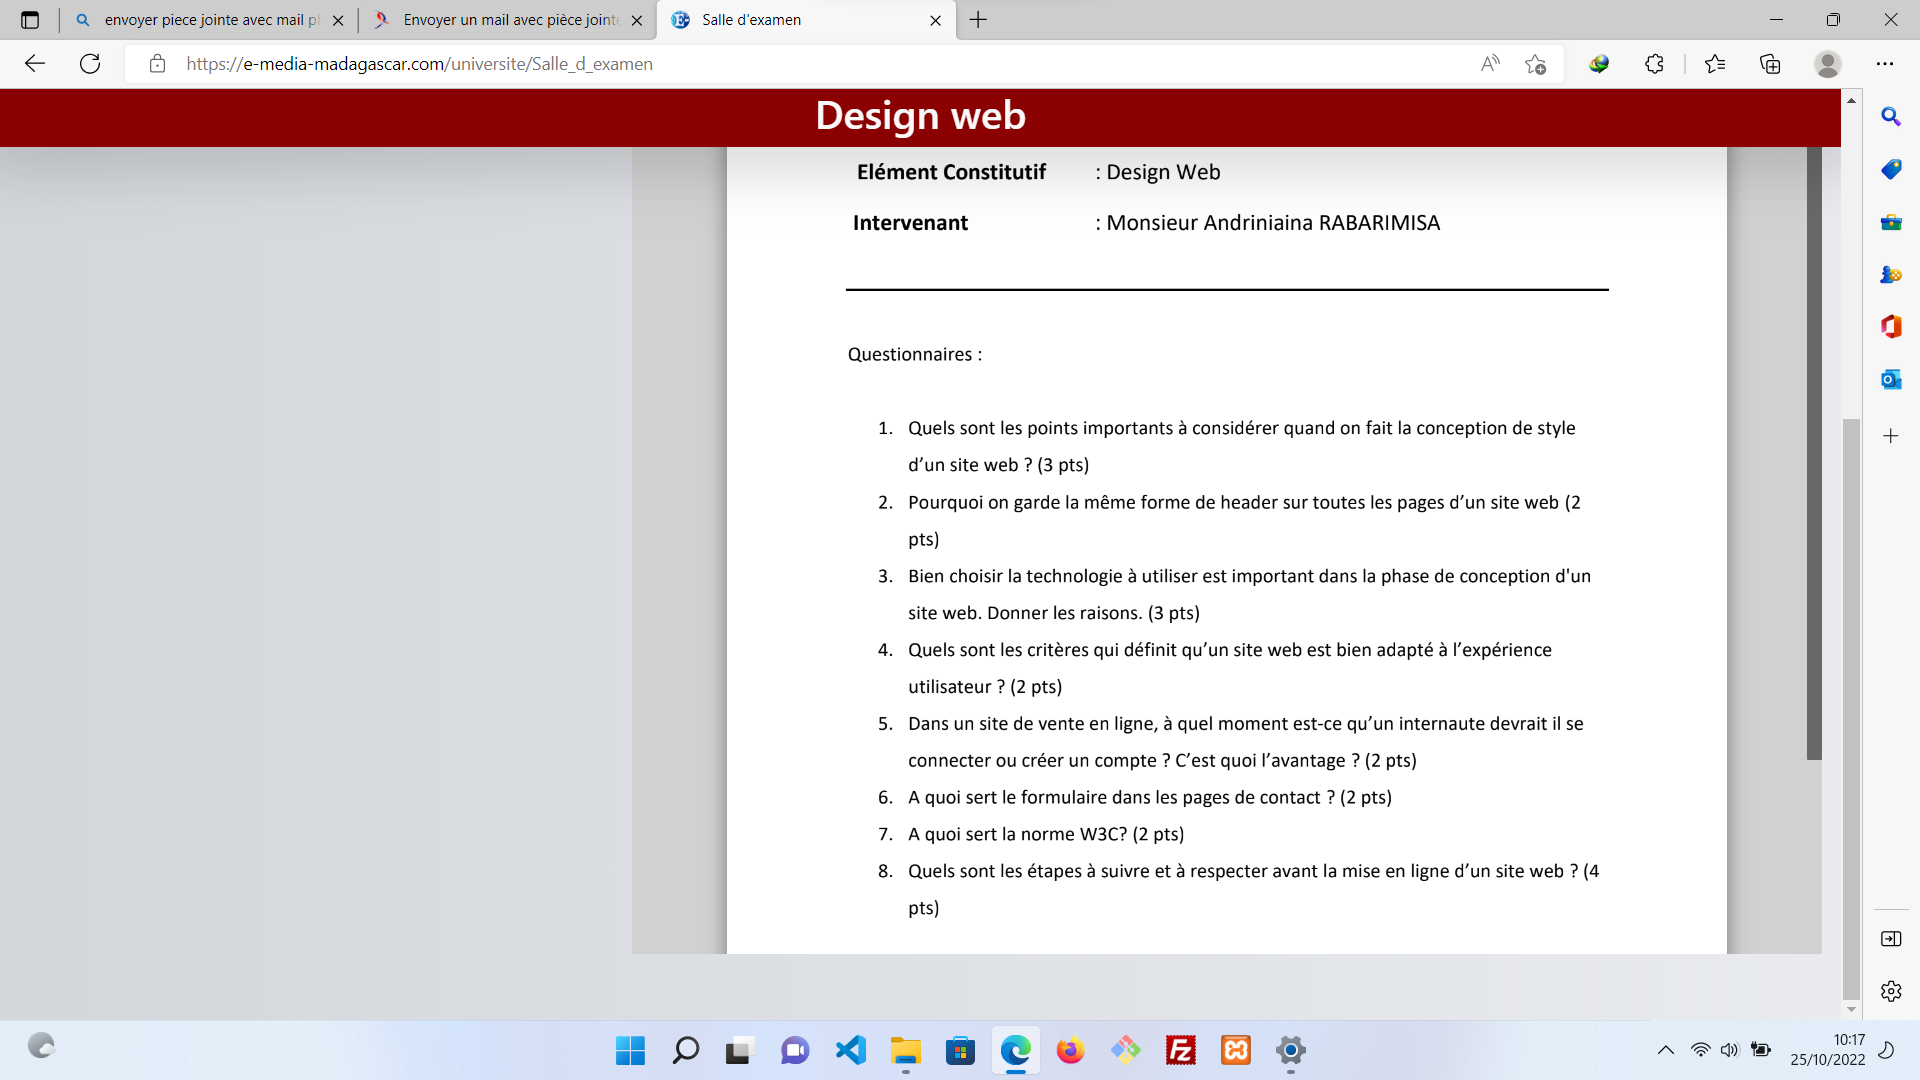 envoyer piece jointe avec mail p
Envoyer un mail avec pièce jointe
Salle d'examen
https://e-media-madagascar.com/universite/Salle_d_examen
Design web
Elément Constitutif : Design Web
Intervenant : Monsieur Andriniaina RABARIMISA
Questionnaires :
1. Quels sont les points importants à considérer quand on fait la conception de style
d’un site web ? (3 pts)
2. Pourquoi on garde la même forme de header sur toutes les pages d’un site web (2
pts)
3. Bien choisir la technologie à utiliser est important dans la phase de conception d'un
site web. Donner les raisons. (3 pts)
4. Quels sont les critères qui définit qu’un site web est bien adapté à l’expérience
utilisateur ? (2 pts)
5. Dans un site de vente en ligne, à quel moment est-ce qu’un internaute devrait il se
connecter ou créer un compte ? C’est quoi l’avantage ? (2 pts)
6. A quoi sert le formulaire dans les pages de contact ? (2 pts)
7. A quoi sert la norme W3C? (2 pts)
8. Quels sont les étapes à suivre et à respecter avant la mise en ligne d’un site web ? (4
pts)
10:17
25/10/2022